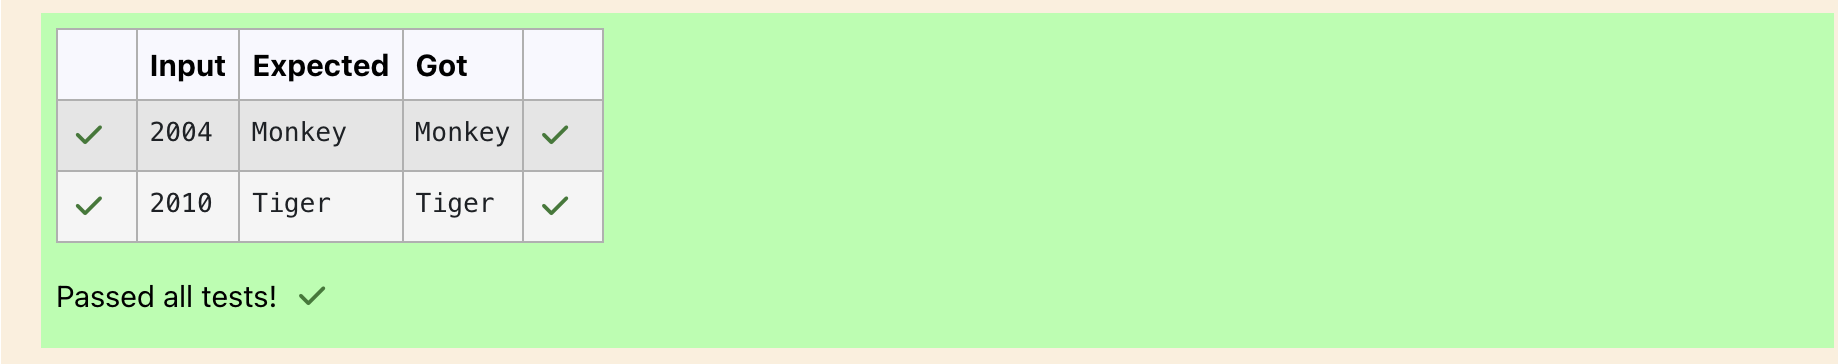 Input Expected Got
2004 Monkey Monkey
2010 Tiger Tiger
Passed all tests!